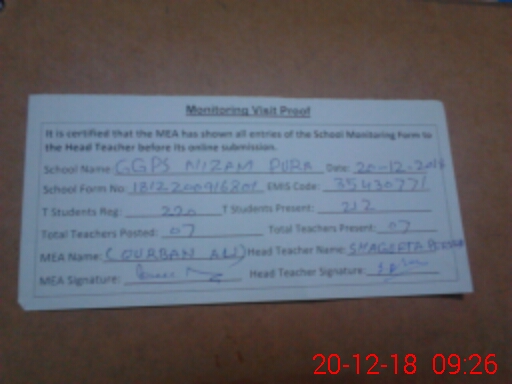 Monitoring Visit Proof
It is certified that the MEA has shown all entries of the School Monitoring Form to
the Head Teacher before its online submission.
School Name GGPS NIZAM PURA Date: 20-12-2018
School Form No: EMIS Code: 35430771
T Students Reg: 220 T Students Present: 212
Total Teachers Posted: 07 Total Teachers Present: 07
MEA Name: (QURBAN ALI) Head Teacher Name: SHAGUFTA
MEA Signature: Head Teacher Signature:
20-12-18 09:26